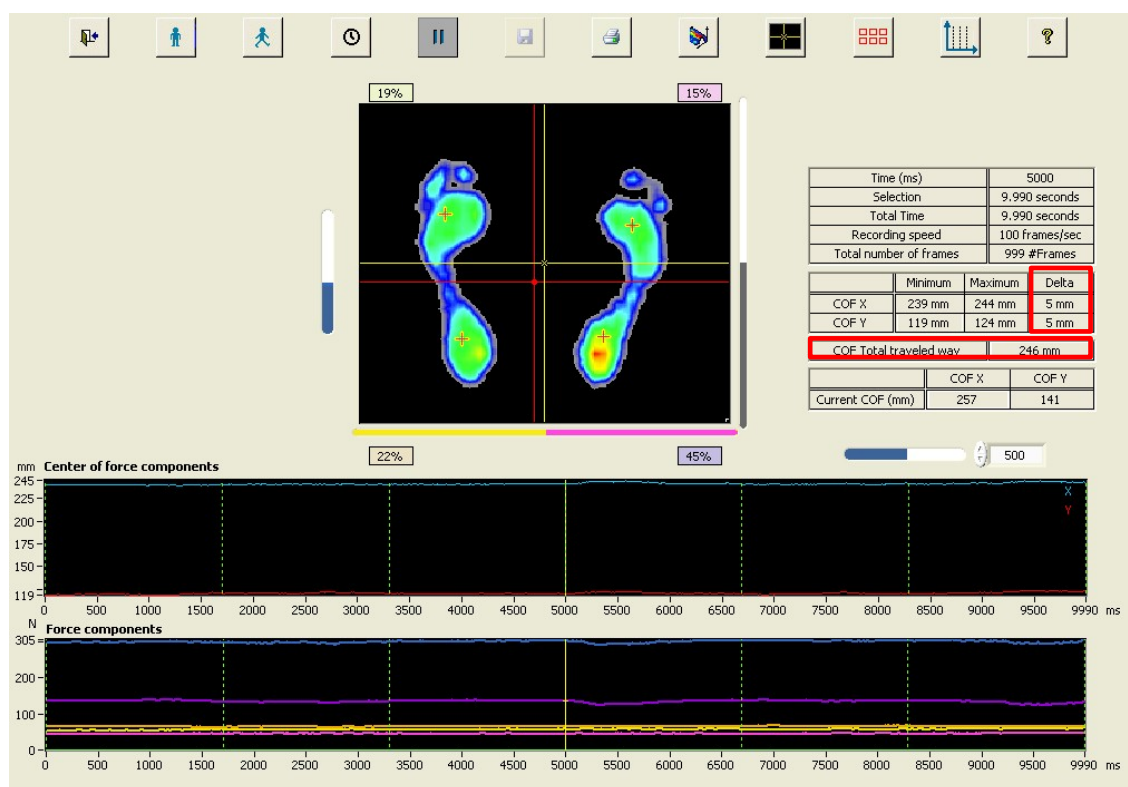 19% 15%
Time (ms) 5000
Selection 9.990 seconds
Total Time 9.990 seconds
Recording speed 100 frames/sec
Total number of frames 999 #Frames
Minimum Maximum Delta
COF X 239 mm 244 mm 5 mm
COF Y 119 mm 124 mm 5 mm
COF Total traveled way 246 mm
COF X COF Y
Current COF (mm) 257 141
22% 45%
500
mm Center of force components
245
225
200
175
150
119
X
Y
0 500 1000 1500 2000 2500 3000 3500 4000 4500 5000 5500 6000 6500 7000 7500 8000 8500 9000 9500 9990 ms
N Force components
305
200
100
0
0 500 1000 1500 2000 2500 3000 3500 4000 4500 5000 5500 6000 6500 7000 7500 8000 8500 9000 9500 9990 ms